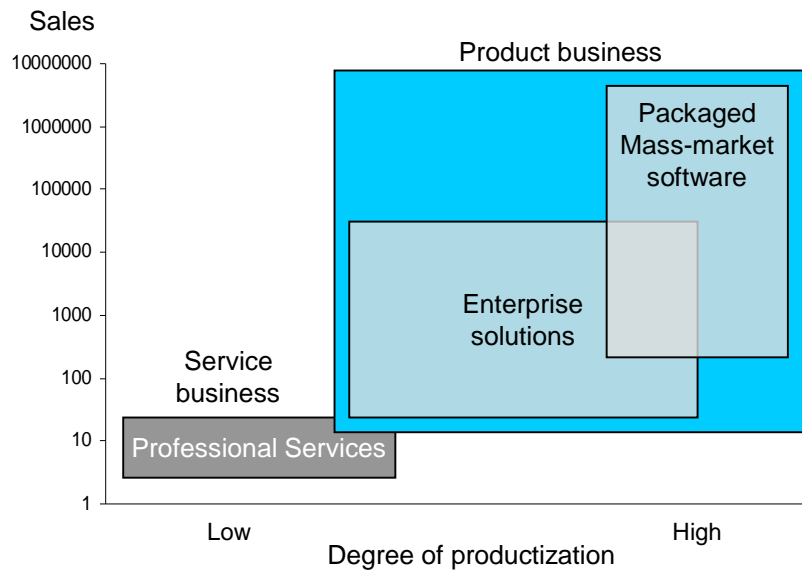 Sales
Product business
10000000
1000000
100000
10000
1000
100
10
1
Packaged
Mass-market
software
Enterprise
solutions
Service
business
Professional Services
Low
High
Degree of productization